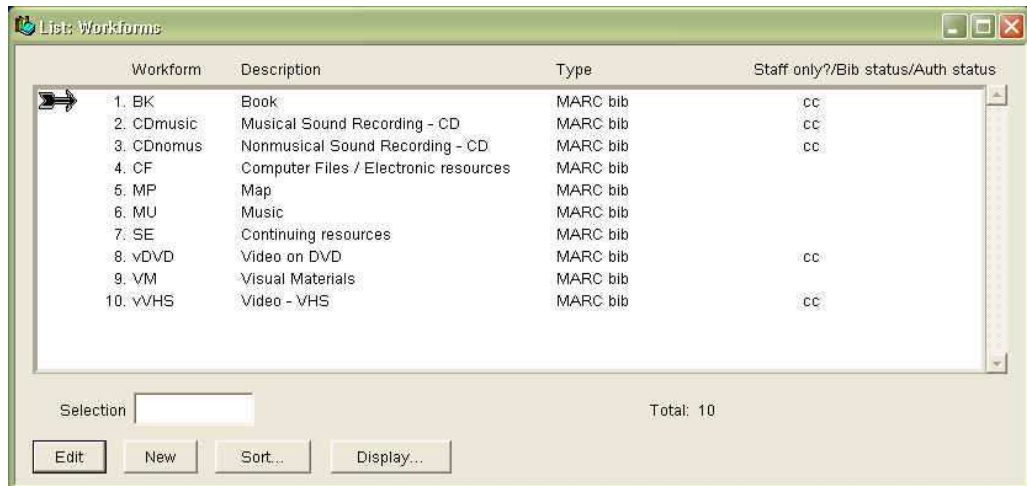 List: Workforms
Workform Description Type Staff only?/Bib status/Auth status
1. BK Book MARC bib cc
2. CDmusic Musical Sound Recording - CD MARC bib cc
3. CDnomus Nonmusical Sound Recording - CD MARC bib cc
4. CF Computer Files / Electronic resources MARC bib
5. MP Map MARC bib
6. MU Music MARC bib
7. SE Continuing resources MARC bib
8. vDVD Video on DVD MARC bib cc
9. VM Visual Materials MARC bib
10. vVHS Video - VHS MARC bib cc
Selection Total: 10
Edit New Sort... Display...